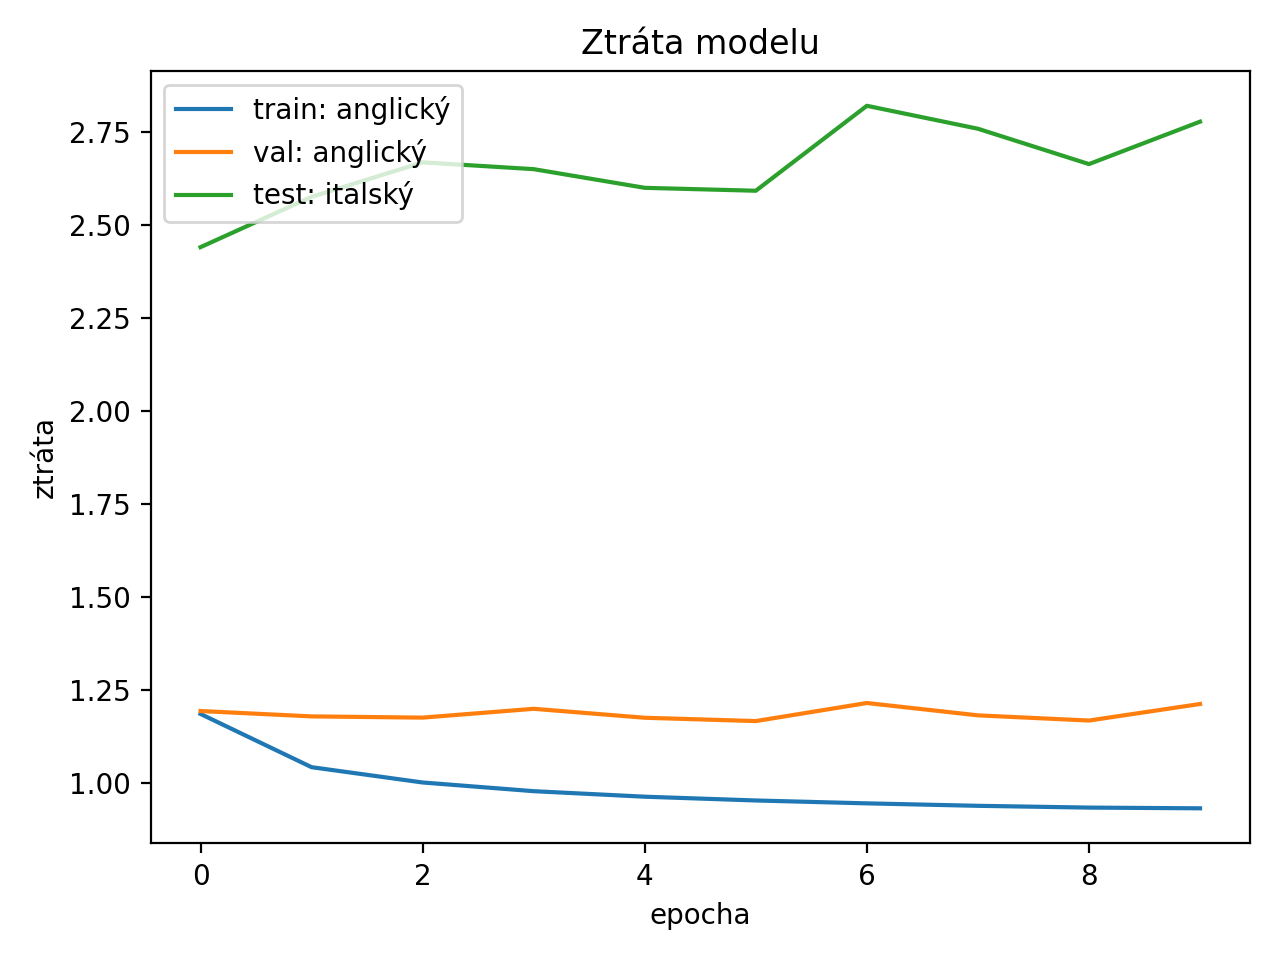 Ztráta modelu
train: anglický
val: anglický
test: italský
2.75
2.50
2.25
2.00
1.75
1.50
1.25
1.00
ztráta
0 2 4 6 8
epocha